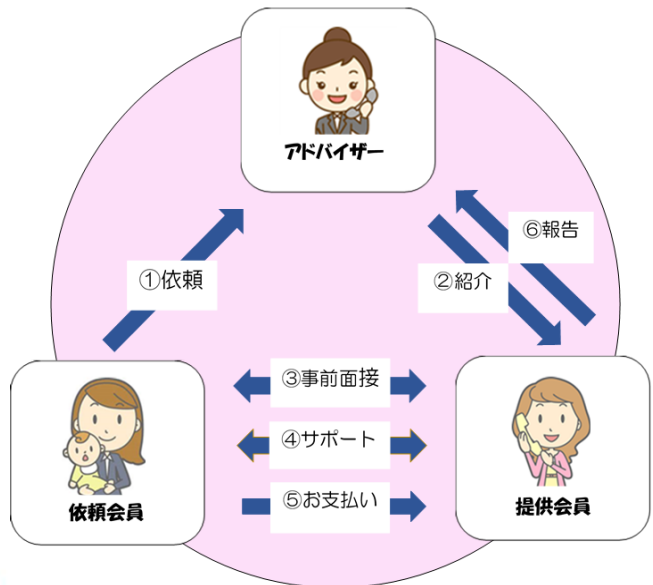 アドバイザー
⑥報告
①依頼
②紹介
③事前面接
④サポート
⑤お支払い
依頼会員
提供会員